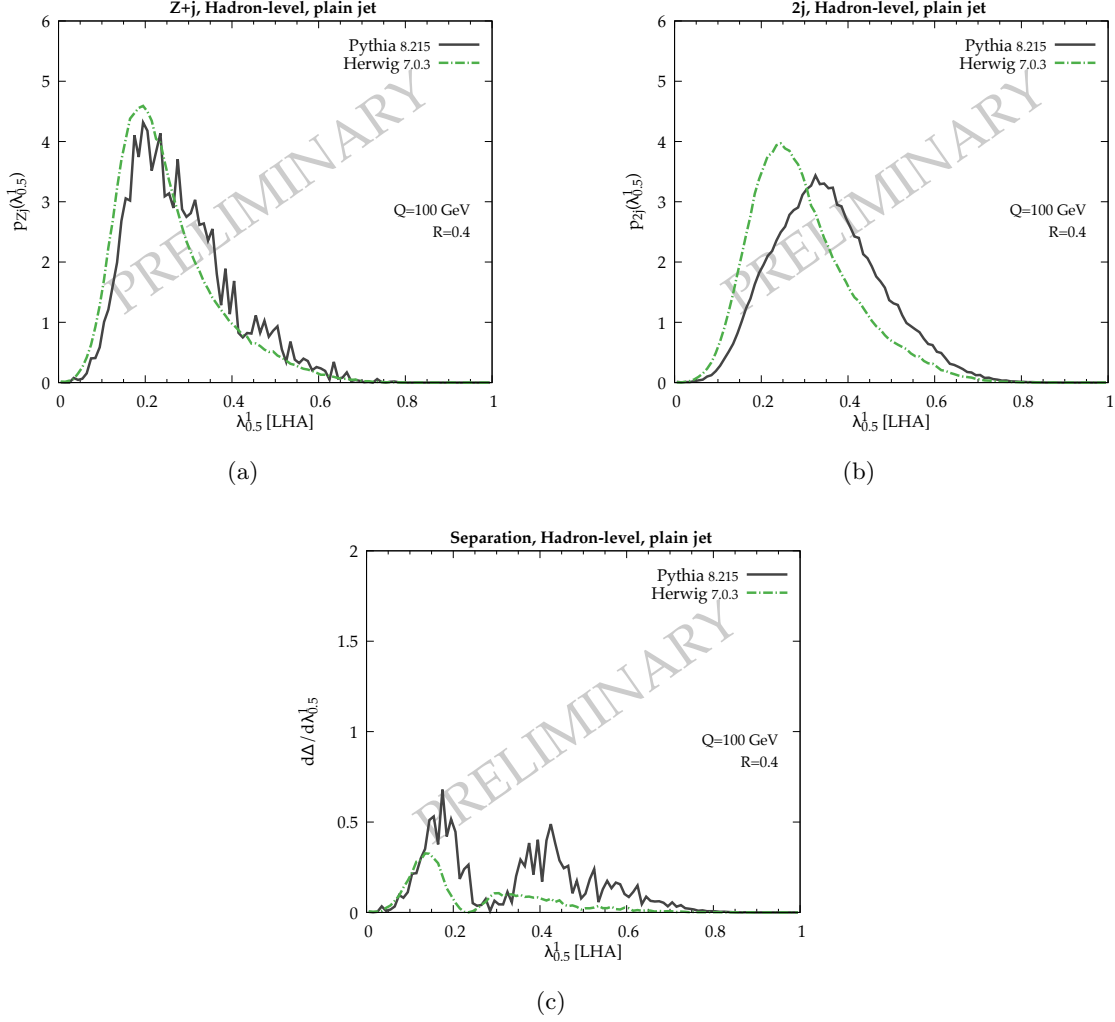 Z+j, Hadron-level, plain jet
Pythia 8.215
Herwig 7.0.3
PRELIMINARY
Q=100 GeV
R=0.4
p_Zj(λ^1_0.5)
0
1
2
3
4
5
6
0 0.2 0.4 0.6 0.8 1
λ^1_0.5 [LHA]
(a)
2j, Hadron-level, plain jet
Pythia 8.215
Herwig 7.0.3
PRELIMINARY
Q=100 GeV
R=0.4
p_2j(λ^1_0.5)
0
1
2
3
4
5
6
0 0.2 0.4 0.6 0.8 1
λ^1_0.5 [LHA]
(b)
Separation, Hadron-level, plain jet
Pythia 8.215
Herwig 7.0.3
PRELIMINARY
Q=100 GeV
R=0.4
dΔ/dλ^1_0.5
0
0.5
1
1.5
2
0 0.2 0.4 0.6 0.8 1
λ^1_0.5 [LHA]
(c)